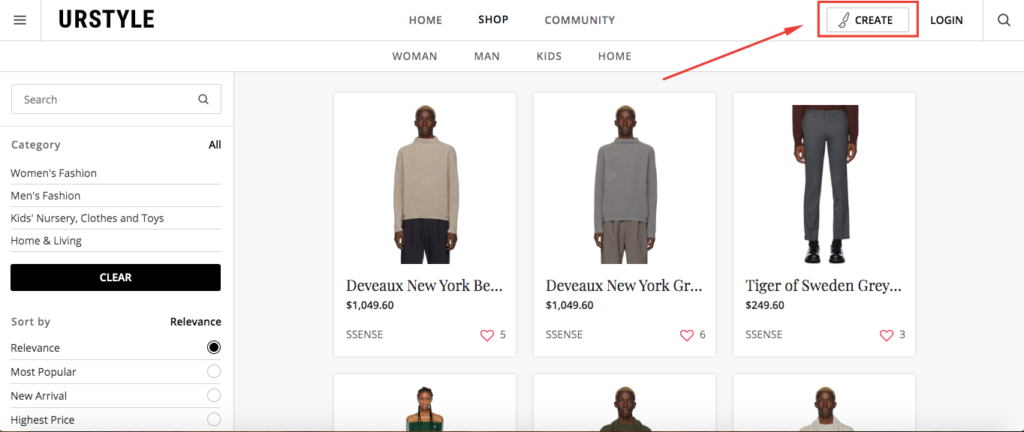 URSTYLE
HOME SHOP COMMUNITY
CREATE LOGIN
WOMAN MAN KIDS HOME
Search
Category All
Women's Fashion
Men's Fashion
Kids' Nursery, Clothes and Toys
Home & Living
CLEAR
Sort by Relevance
Relevance
Most Popular
New Arrival
Highest Price
Deveaux New York Be...
$1,049.60
SSENSE 5
Deveaux New York Gr...
$1,049.60
SSENSE 6
Tiger of Sweden Grey...
$249.60
SSENSE 3